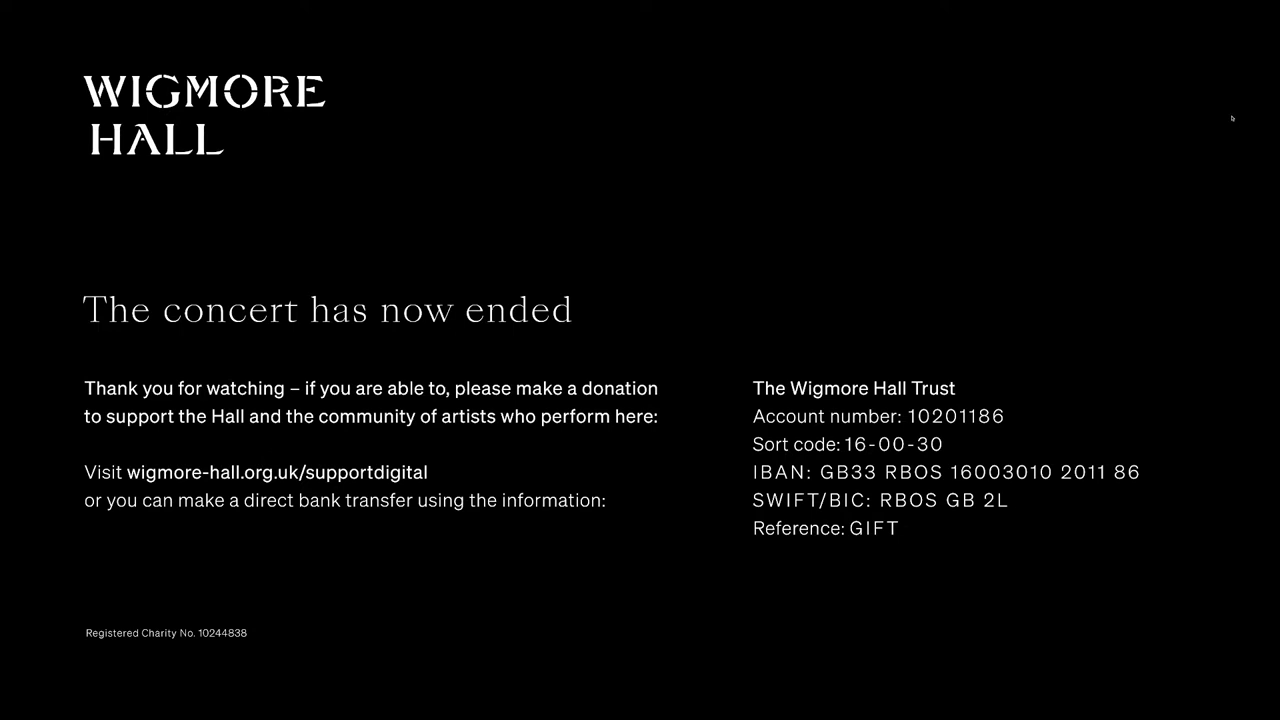 WIGMORE
HALL
The concert has now ended
Thank you for watching – if you are able to, please make a donation
to support the Hall and the community of artists who perform here:
Visit wigmore-hall.org.uk/supportdigital
or you can make a direct bank transfer using the information:
The Wigmore Hall Trust
Account number: 10201186
Sort code: 16-00-30
IBAN: GB33 RBOS 16003010 2011 86
SWIFT/BIC: RBOS GB 2L
Reference: GIFT
Registered Charity No. 10244838